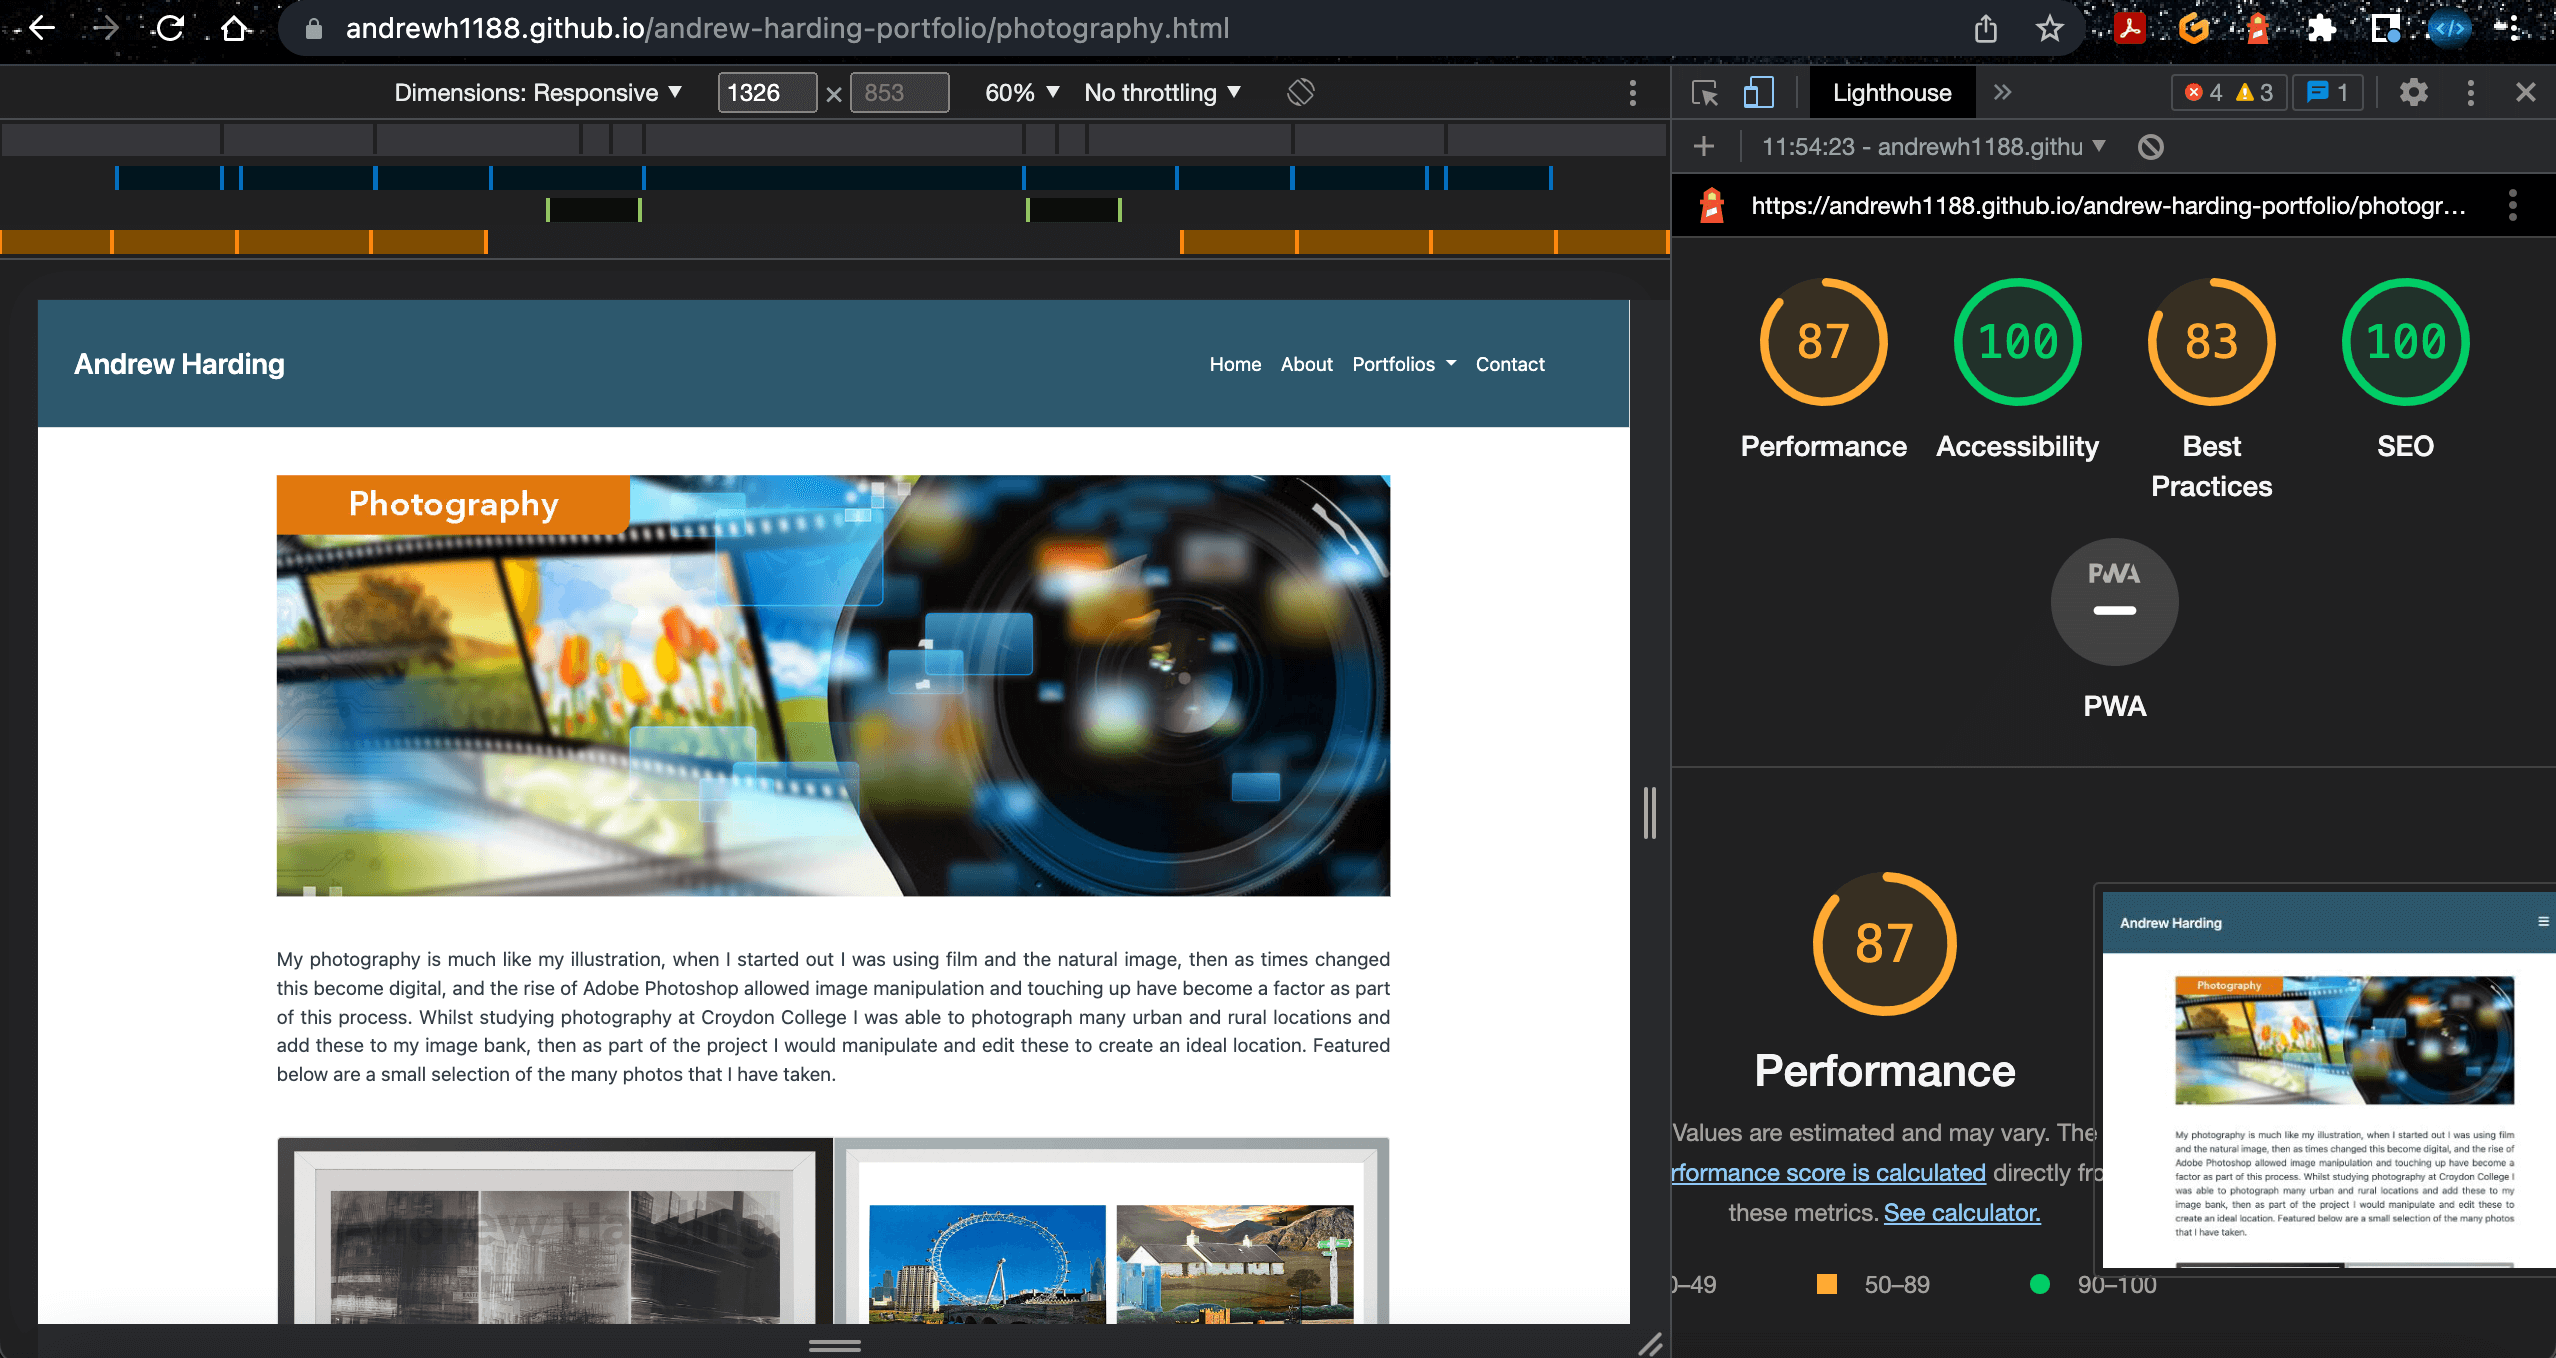 andrewh1188.github.io/andrew-harding-portfolio/photography.html
Dimensions: Responsive ▼ 1326 × 853 60% ▼ No throttling ▼
Lighthouse » 4 3 1
11:54:23 - andrewh1188.githu ▼
https://andrewh1188.github.io/andrew-harding-portfolio/photogr...
Andrew Harding
Home About Portfolios Contact
Photography
My photography is much like my illustration, when I started out I was using film and the natural image, then as times changed
this become digital, and the rise of Adobe Photoshop allowed image manipulation and touching up have become a factor as part
of this process. Whilst studying photography at Croydon College I was able to photograph many urban and rural locations and
add these to my image bank, then as part of the project I would manipulate and edit these to create an ideal location. Featured
below are a small selection of the many photos that I have taken.
87 100 83 100
Performance Accessibility Best SEO
Practices
PWA
PWA
87
Performance
Values are estimated and may vary. The
rformance score is calculated directly fro
these metrics. See calculator.
–49 50–89 90–100
Andrew Harding
Photography
My photography is much like my illustration, when I started out I was using film
and the natural image, then as times changed this become digital, and the rise of
Adobe Photoshop allowed image manipulation and touching up have become a
factor as part of this process. Whilst studying photography at Croydon College I
was able to photograph many urban and rural locations and add these to my
image bank, then as part of the project I would manipulate and edit these to
create an ideal location. Featured below are a small selection of the many photos
that I have taken.